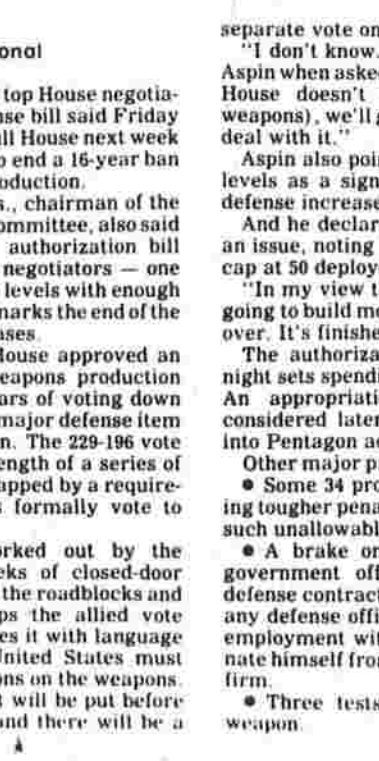 onal
top House negotia-
se bill said Friday
ll House next week
o end a 16-year ban
oduction.
s., chairman of the
ommittee, also said
authorization bill
negotiators — one
levels with enough
marks the end of the
ases.
House approved an
eapons production
ars of voting down
major defense item
n. The 229-196 vote
ength of a series of
apped by a require-
s formally vote to
orked out by the
eks of closed-door
the roadblocks and
ps the allied vote
es it with language
United States must
ons on the weapons.
t will be put before
and there will be a
separate vote on
"I don't know.
Aspin when aske
House doesn't
weapons), we'll g
deal with it."
Aspin also poi
levels as a sign
defense increase
And he declar
an issue, noting
cap at 50 deploy
"In my view t
going to build mo
over. It's finishe
The authoriza
night sets spendi
An appropriati
considered later
into Pentagon a
Other major p
• Some 34 pro
ing tougher pena
such unallowabl
• A brake on
government off
defense contract
any defense offi
employment wit
nate himself fro
firm.
• Three tests
weapon.